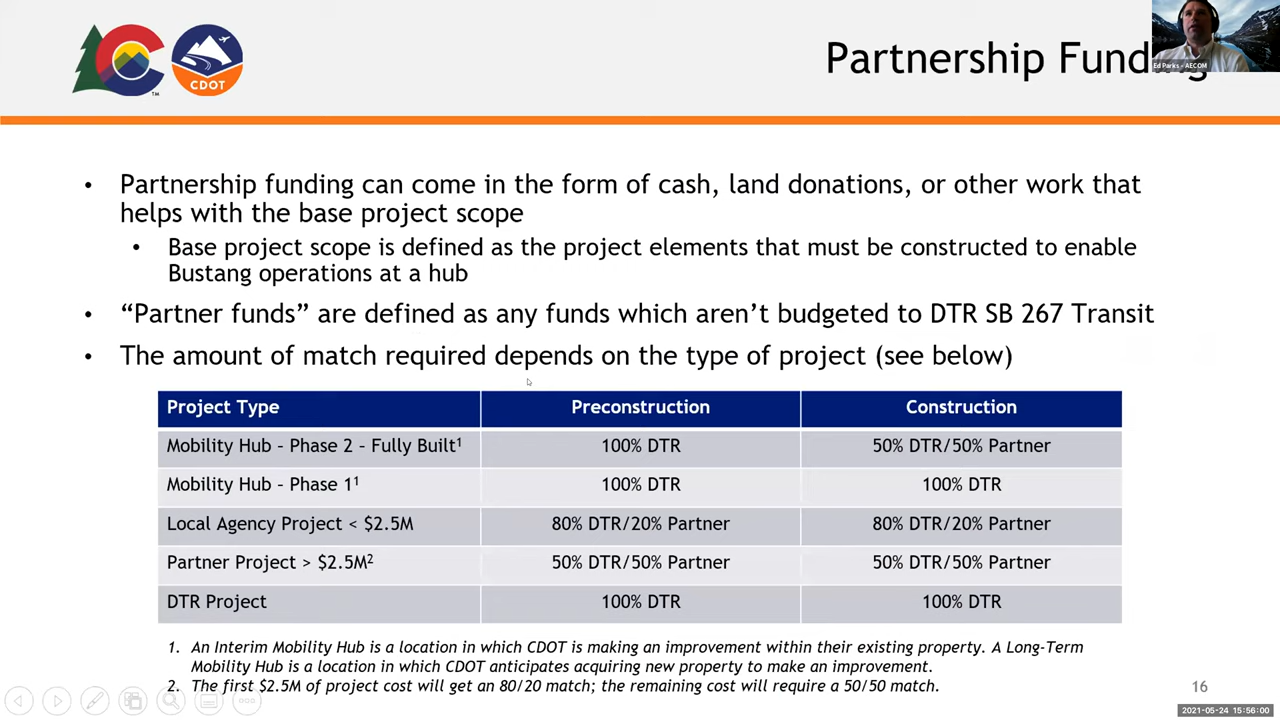 CDOT
TM
Partnership Funding
Ed Parks - AECOM
• Partnership funding can come in the form of cash, land donations, or other work that
helps with the base project scope
• Base project scope is defined as the project elements that must be constructed to enable
Bustang operations at a hub
• “Partner funds” are defined as any funds which aren’t budgeted to DTR SB 267 Transit
• The amount of match required depends on the type of project (see below)
Project Type Preconstruction Construction
Mobility Hub – Phase 2 – Fully Built¹ 100% DTR 50% DTR/50% Partner
Mobility Hub – Phase 1¹ 100% DTR 100% DTR
Local Agency Project < $2.5M 80% DTR/20% Partner 80% DTR/20% Partner
Partner Project > $2.5M² 50% DTR/50% Partner 50% DTR/50% Partner
DTR Project 100% DTR 100% DTR
1. An Interim Mobility Hub is a location in which CDOT is making an improvement within their existing property. A Long-Term
Mobility Hub is a location in which CDOT anticipates acquiring new property to make an improvement.
2. The first $2.5M of project cost will get an 80/20 match; the remaining cost will require a 50/50 match.
16
2021-05-24 15:56:00